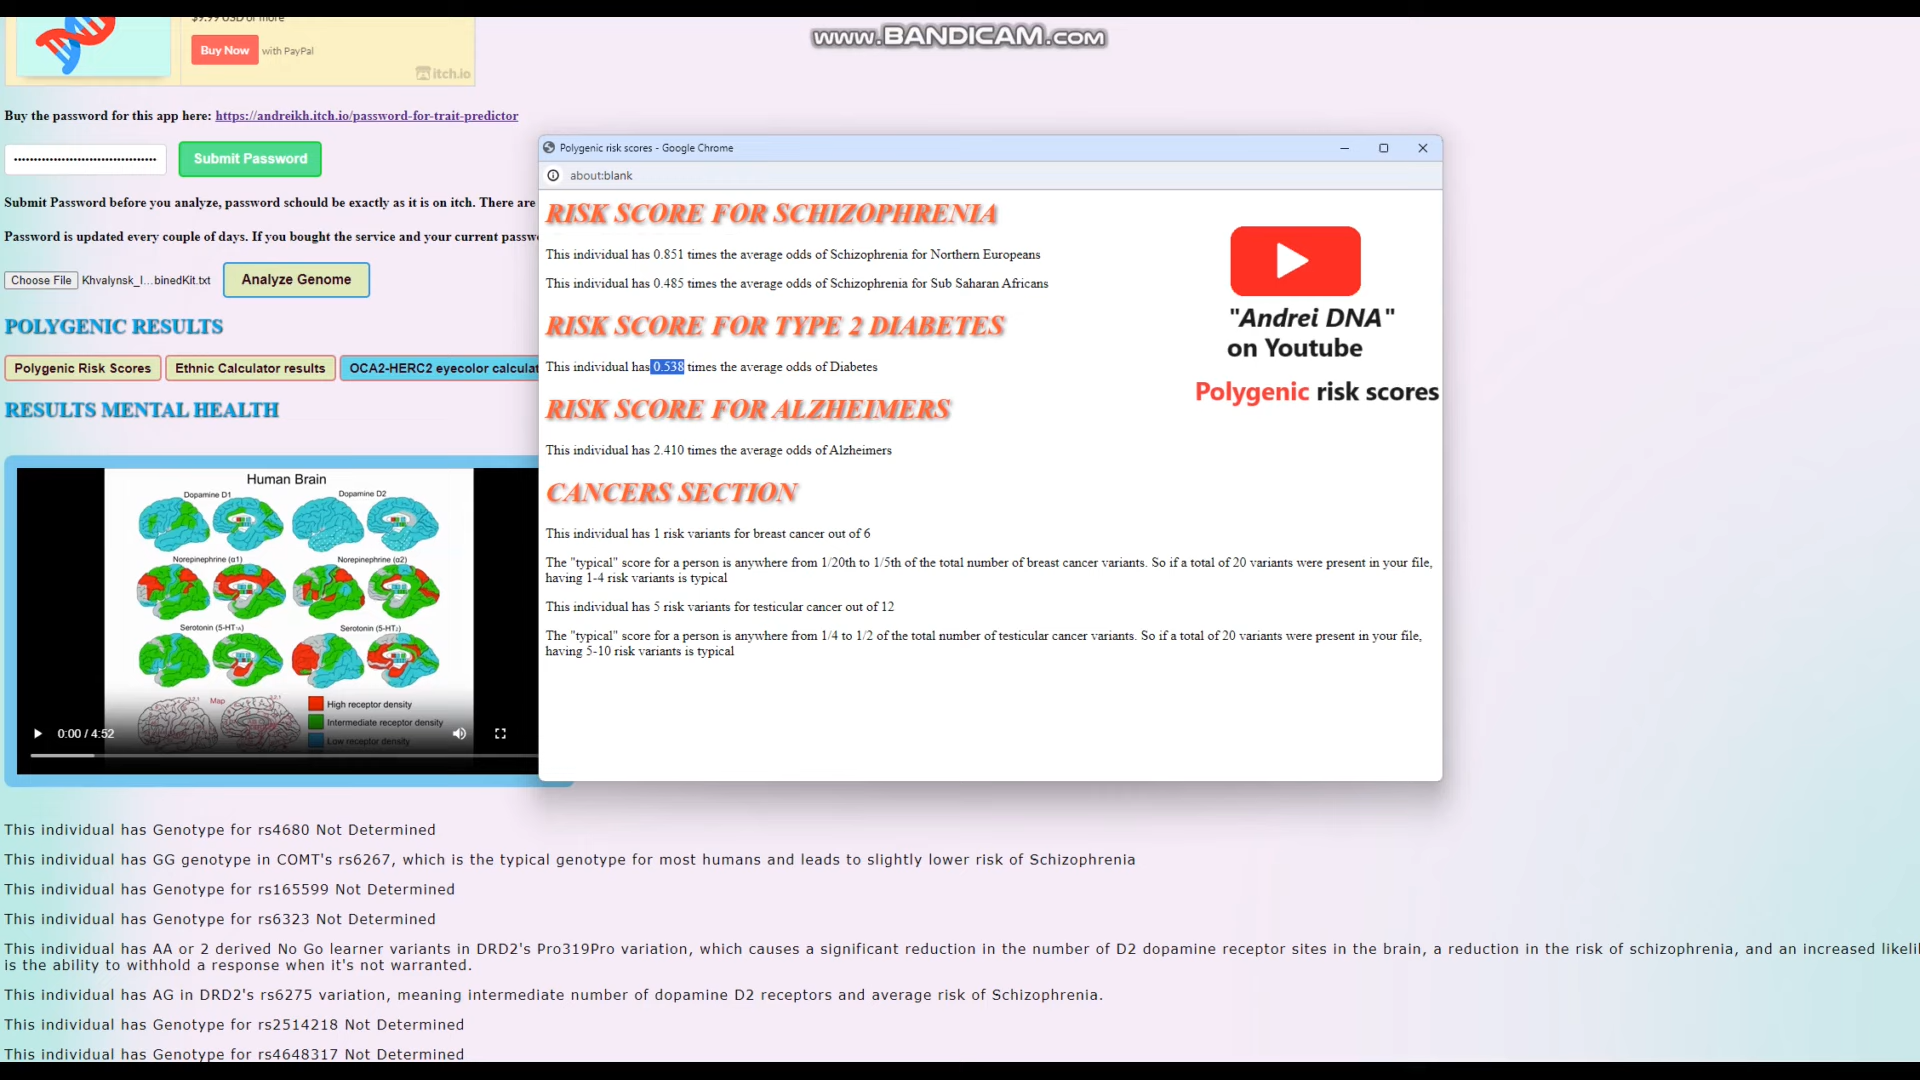 $9.99 USD or more
www.BANDICAM.com
Buy Now with PayPal
itch.io
Buy the password for this app here: https://andreikh.itch.io/password-for-trait-predictor
Submit Password
Submit Password before you analyze, password schould be exactly as it is on itch. There are
Password is updated every couple of days. If you bought the service and your current passw
Choose File Khvalynsk_I...binedKit.txt Analyze Genome
POLYGENIC RESULTS
Polygenic Risk Scores Ethnic Calculator results OCA2-HERC2 eyecolor calculat
RESULTS MENTAL HEALTH
Human Brain
Dopamine D1 Dopamine D2
Norepinephrine (α1) Norepinephrine (α2)
Serotonin (5-HT1A) Serotonin (5-HT2)
Map
High receptor density
Intermediate receptor density
Low receptor density
0:00 / 4:52
Polygenic risk scores - Google Chrome
about:blank
RISK SCORE FOR SCHIZOPHRENIA
This individual has 0.851 times the average odds of Schizophrenia for Northern Europeans
This individual has 0.485 times the average odds of Schizophrenia for Sub Saharan Africans
RISK SCORE FOR TYPE 2 DIABETES
This individual has 0.538 times the average odds of Diabetes
RISK SCORE FOR ALZHEIMERS
This individual has 2.410 times the average odds of Alzheimers
CANCERS SECTION
This individual has 1 risk variants for breast cancer out of 6
The "typical" score for a person is anywhere from 1/20th to 1/5th of the total number of breast cancer variants. So if a total of 20 variants were present in your file,
having 1-4 risk variants is typical
This individual has 5 risk variants for testicular cancer out of 12
The "typical" score for a person is anywhere from 1/4 to 1/2 of the total number of testicular cancer variants. So if a total of 20 variants were present in your file,
having 5-10 risk variants is typical
"Andrei DNA"
on Youtube
Polygenic risk scores
This individual has Genotype for rs4680 Not Determined
This individual has GG genotype in COMT's rs6267, which is the typical genotype for most humans and leads to slightly lower risk of Schizophrenia
This individual has Genotype for rs165599 Not Determined
This individual has Genotype for rs6323 Not Determined
This individual has AA or 2 derived No Go learner variants in DRD2's Pro319Pro variation, which causes a significant reduction in the number of D2 dopamine receptor sites in the brain, a reduction in the risk of schizophrenia, and an increased likeli
is the ability to withhold a response when it's not warranted.
This individual has AG in DRD2's rs6275 variation, meaning intermediate number of dopamine D2 receptors and average risk of Schizophrenia.
This individual has Genotype for rs2514218 Not Determined
This individual has Genotype for rs4648317 Not Determined